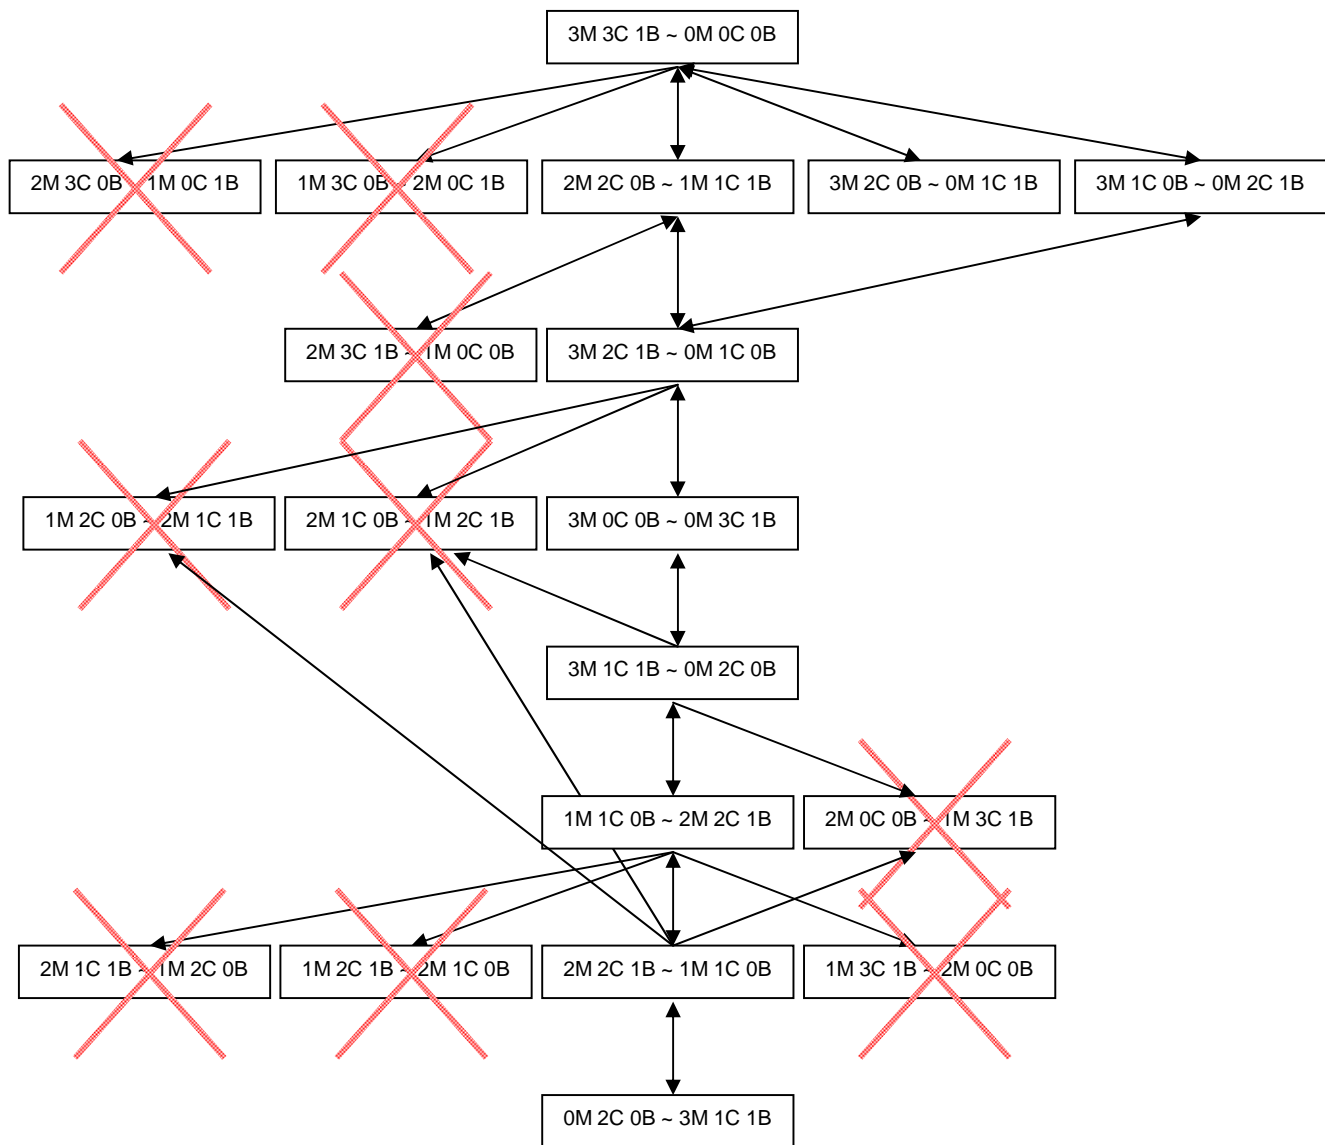 3M 3C 1B ~ 0M 0C 0B
2M 3C 0B ~ 1M 0C 1B
1M 3C 0B ~ 2M 0C 1B
2M 2C 0B ~ 1M 1C 1B
3M 2C 0B ~ 0M 1C 1B
3M 1C 0B ~ 0M 2C 1B
2M 3C 1B ~ 1M 0C 0B
3M 2C 1B ~ 0M 1C 0B
1M 2C 0B ~ 2M 1C 1B
2M 1C 0B ~ 1M 2C 1B
3M 0C 0B ~ 0M 3C 1B
3M 1C 1B ~ 0M 2C 0B
1M 1C 0B ~ 2M 2C 1B
2M 0C 0B ~ 1M 3C 1B
2M 1C 1B ~ 1M 2C 0B
1M 2C 1B ~ 2M 1C 0B
2M 2C 1B ~ 1M 1C 0B
1M 3C 1B ~ 2M 0C 0B
0M 2C 0B ~ 3M 1C 1B